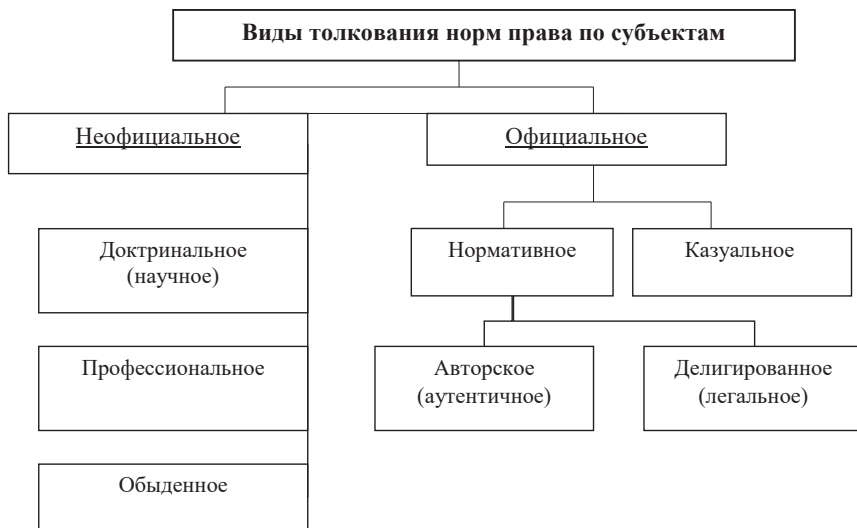 Виды толкования норм права по субъектам
Неофициальное
Официальное
Доктринальное
(научное)
Нормативное
Казуальное
Профессиональное
Авторское
(аутентичное)
Делигированное
(легальное)
Обыденное